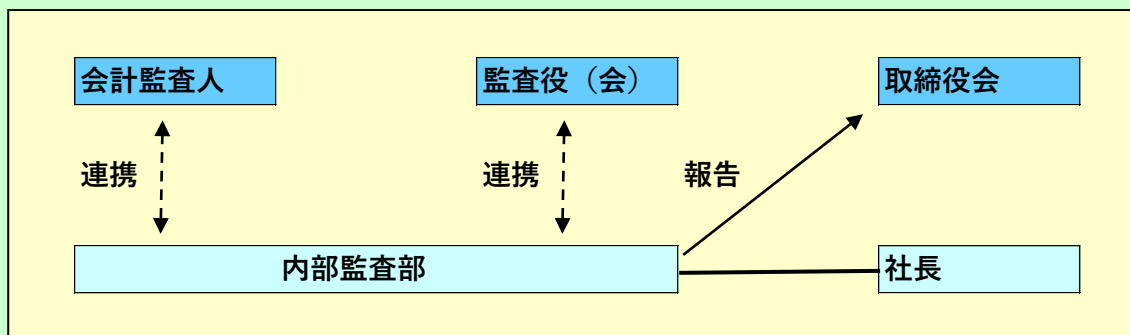 会計監査人
監査役（会）
取締役会
連携
連携
報告
内部監査部
社長